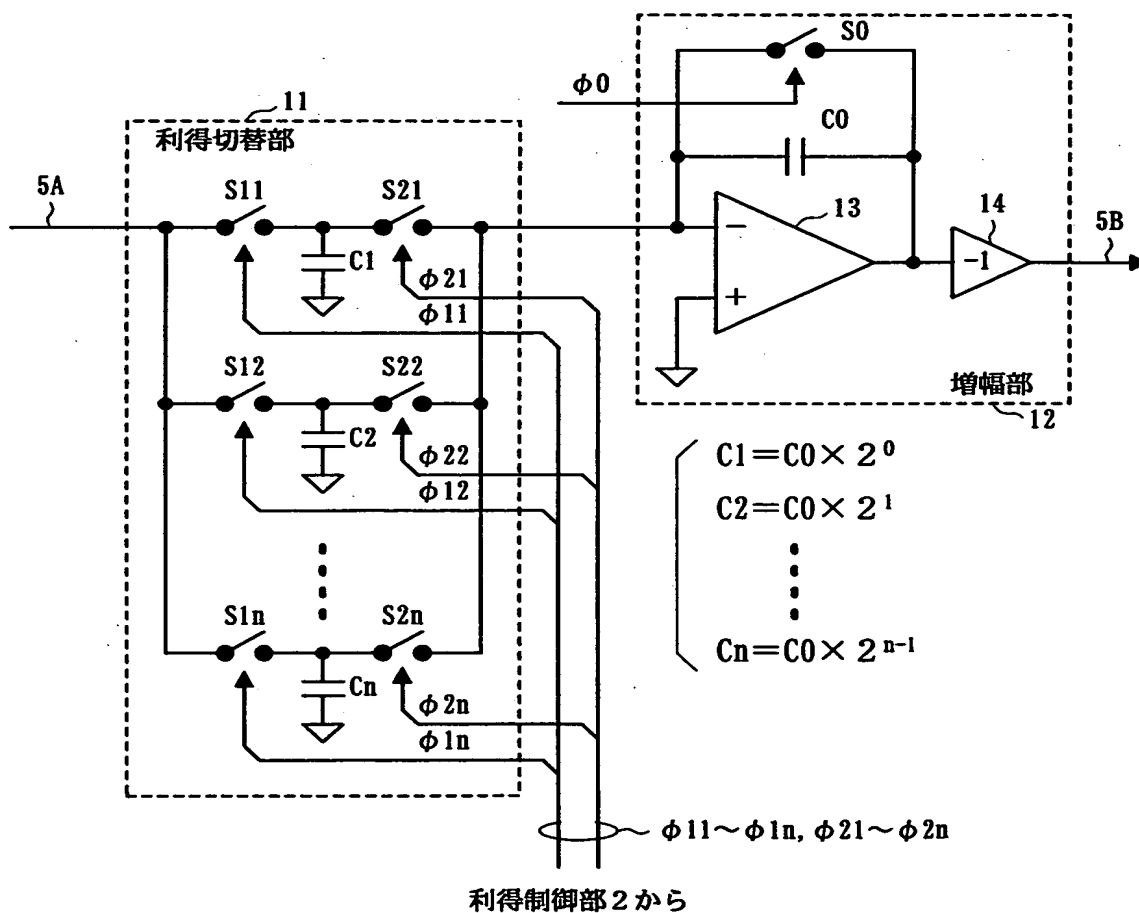 S0
φ0
11
C0
利得切替部
5A
S11
S21
13
14
5B
−
C1
−1
φ21
+
φ11
S12
S22
増幅部
12
C2
φ22
φ12
C1=C0×2⁰
C2=C0×2¹
S1n
S2n
Cn=C0×2ⁿ⁻¹
Cn
φ2n
φ1n
φ11～φ1n, φ21～φ2n
利得制御部2から